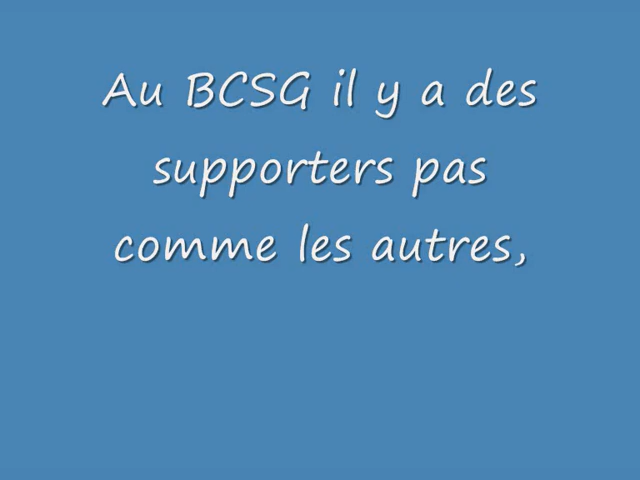 Au BCSG il y a des
supporters pas
comme les autres,